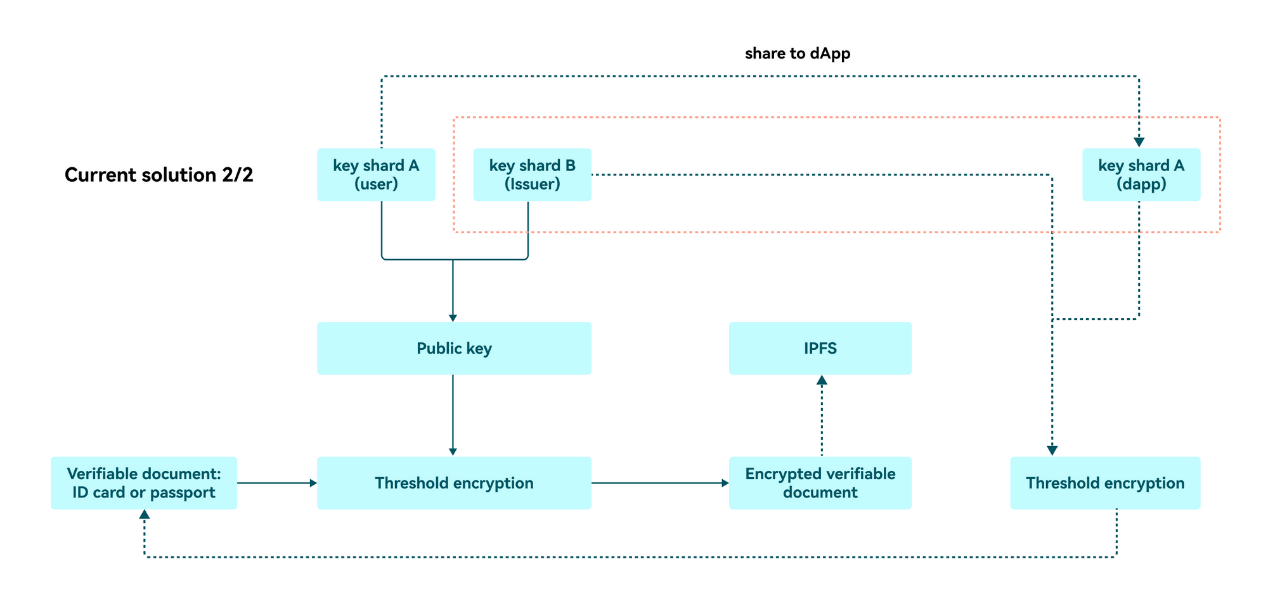 share to dApp
Current solution 2/2
key shard A
(user)
key shard B
(Issuer)
key shard A
(dapp)
Public key
IPFS
Verifiable document:
ID card or passport
Threshold encryption
Encrypted verifiable
document
Threshold encryption